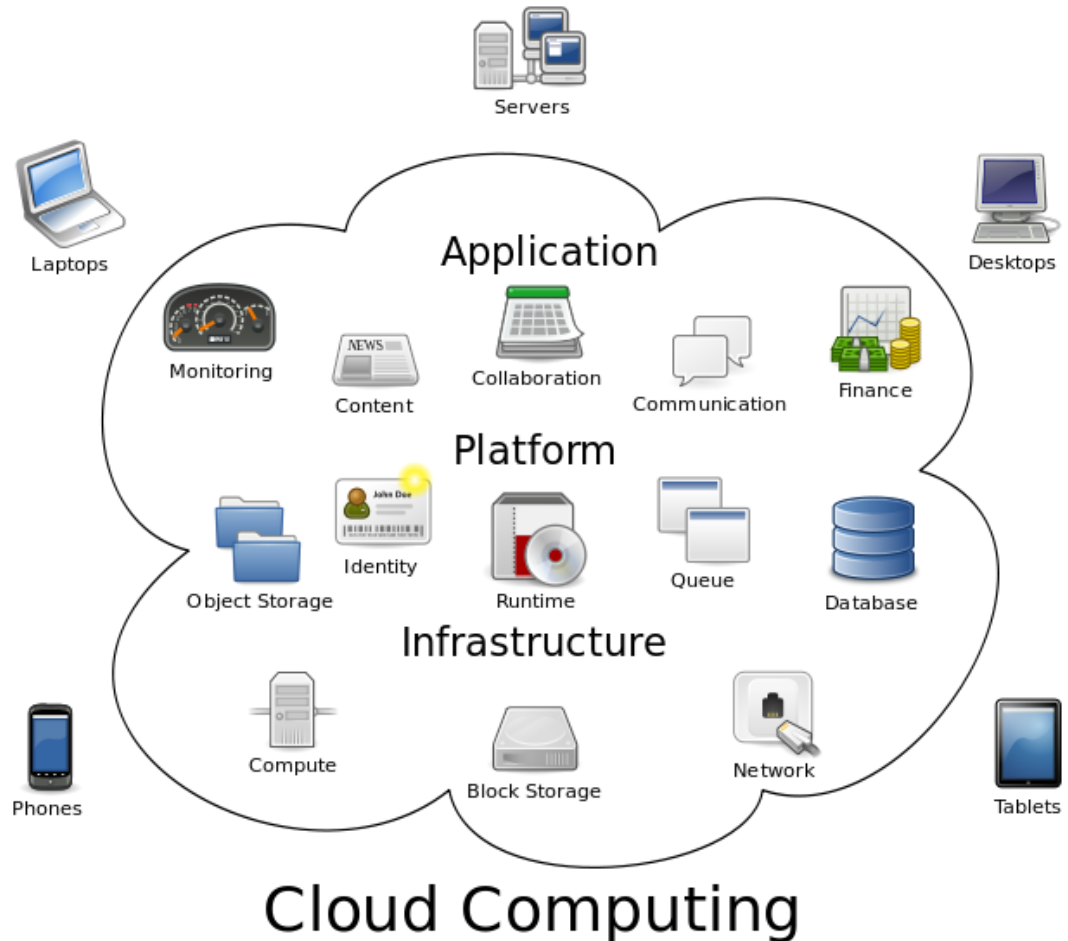 Servers
Laptops
Desktops
Application
Monitoring
NEWS
Content
Collaboration
Communication
Finance
Platform
Object Storage
John Doe
Identity
Runtime
Queue
Database
Infrastructure
Compute
Block Storage
Network
Phones
Tablets
Cloud Computing